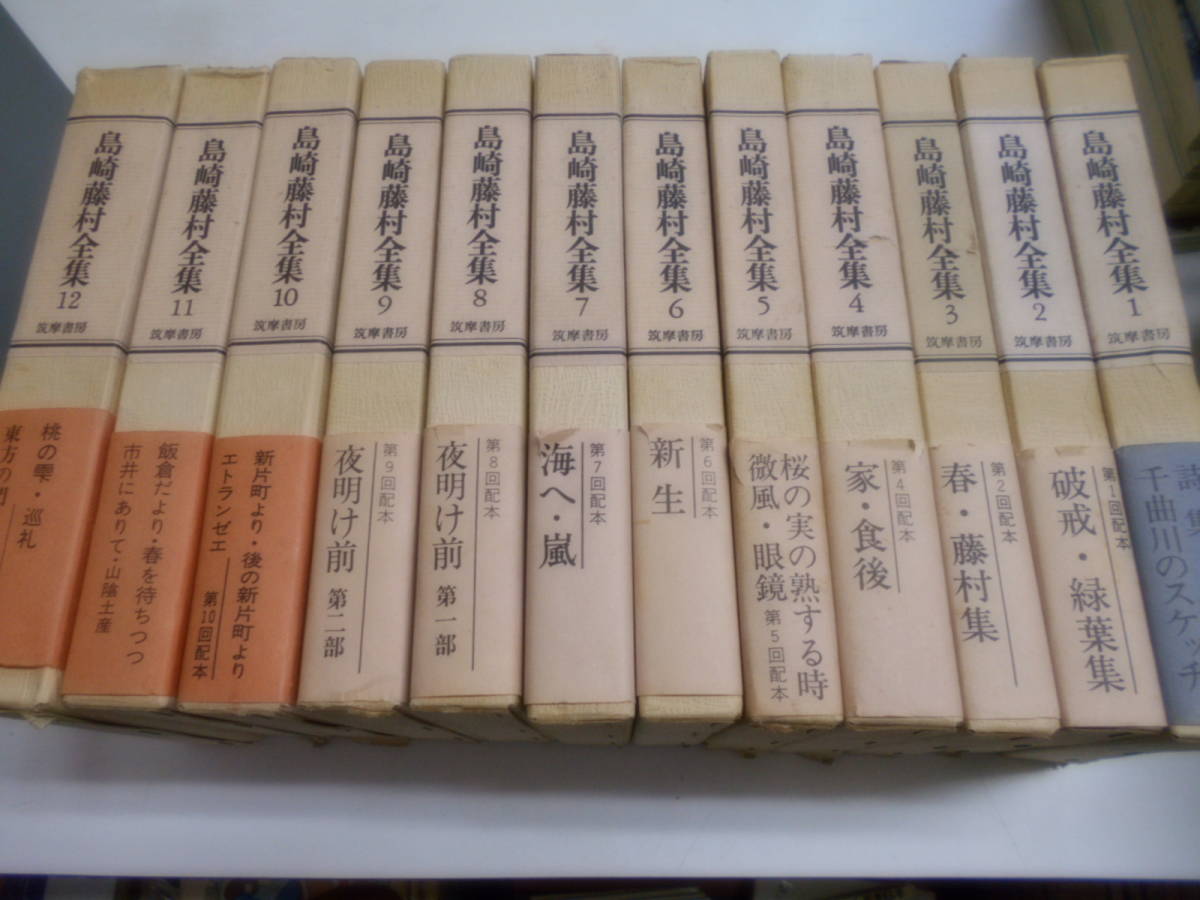 島崎藤村全集
1
筑摩書房
詩集
千曲川のスケッチ
島崎藤村全集
2
筑摩書房
第1回配本
破戒・緑葉集
島崎藤村全集
3
筑摩書房
第2回配本
春・藤村集
島崎藤村全集
4
筑摩書房
第4回配本
家・食後
島崎藤村全集
5
筑摩書房
桜の実の熟する時
微風・眼鏡
第5回配本
島崎藤村全集
6
筑摩書房
第6回配本
新生
島崎藤村全集
7
筑摩書房
第7回配本
海へ・嵐
島崎藤村全集
8
筑摩書房
第8回配本
夜明け前 第一部
島崎藤村全集
9
筑摩書房
第9回配本
夜明け前 第二部
島崎藤村全集
10
筑摩書房
新片町より・後の新片町より
エトランゼエ
第10回配本
島崎藤村全集
11
筑摩書房
飯倉だより・春を待ちつつ
市井にありて・山陰土産
島崎藤村全集
12
筑摩書房
桃の雫・巡礼
東方の門